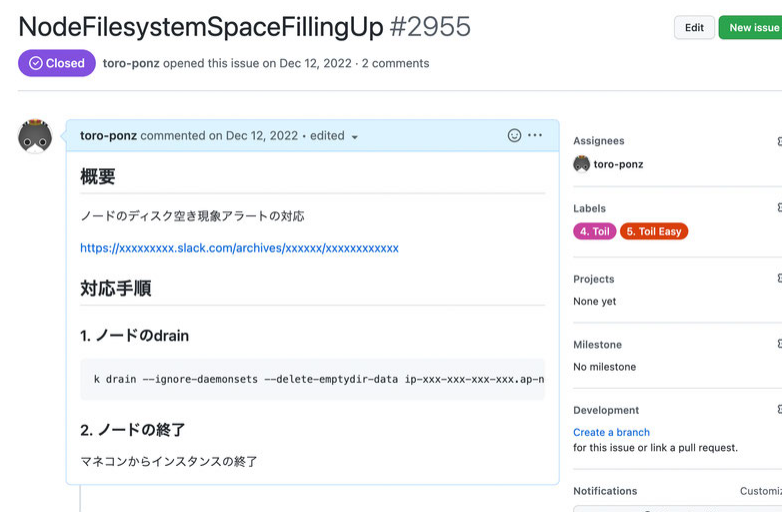 NodeFilesystemSpaceFillingUp #2955
Edit
New issue
Closed
toro-ponz opened this issue on Dec 12, 2022 · 2 comments
toro-ponz commented on Dec 12, 2022 • edited
概要
ノードのディスク空き現象アラートの対応
https://xxxxxxxxx.slack.com/archives/xxxxxx/xxxxxxxxxxxx
対応手順
1. ノードのdrain
k drain --ignore-daemonsets --delete-emptydir-data ip-xxx-xxx-xxx-xxx.ap-n
2. ノードの終了
マネコンからインスタンスの終了
Assignees
toro-ponz
Labels
4. Toil
5. Toil Easy
Projects
None yet
Milestone
No milestone
Development
Create a branch
for this issue or link a pull request.
Notifications
Customiz